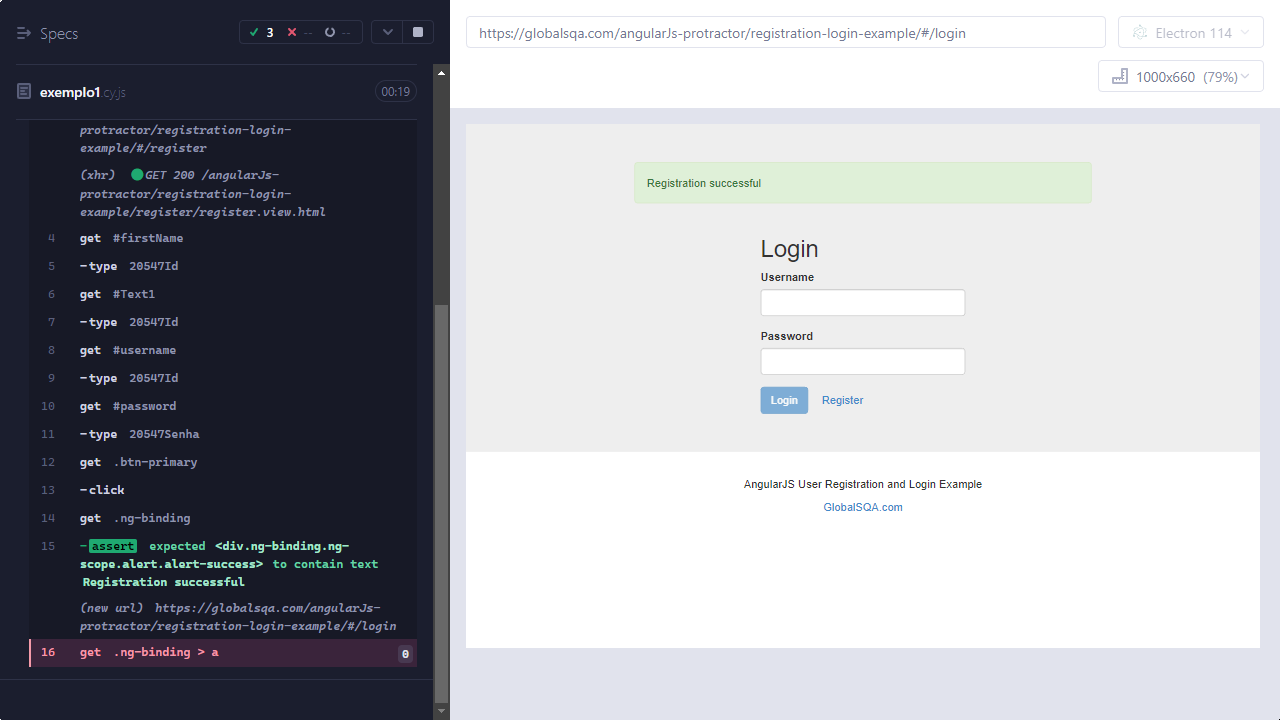 Specs
3
--
--
exemplo1.cy.js
00:19
protractor/registration-login-
example/#/register
(xhr) GET 200 /angularJs-
protractor/registration-login-
example/register/register.view.html
4 get #firstName
5 -type 20547Id
6 get #Text1
7 -type 20547Id
8 get #username
9 -type 20547Id
10 get #password
11 -type 20547Senha
12 get .btn-primary
13 -click
14 get .ng-binding
15 -assert expected <div.ng-binding.ng-
scope.alert.alert-success> to contain text
Registration successful
(new url) https://globalsqa.com/angularJs-
protractor/registration-login-example/#/login
16 get .ng-binding > a 0
https://globalsqa.com/angularJs-protractor/registration-login-example/#/login
Electron 114
1000x660 (79%)
Registration successful
Login
Username
Password
Login Register
AngularJS User Registration and Login Example
GlobalSQA.com